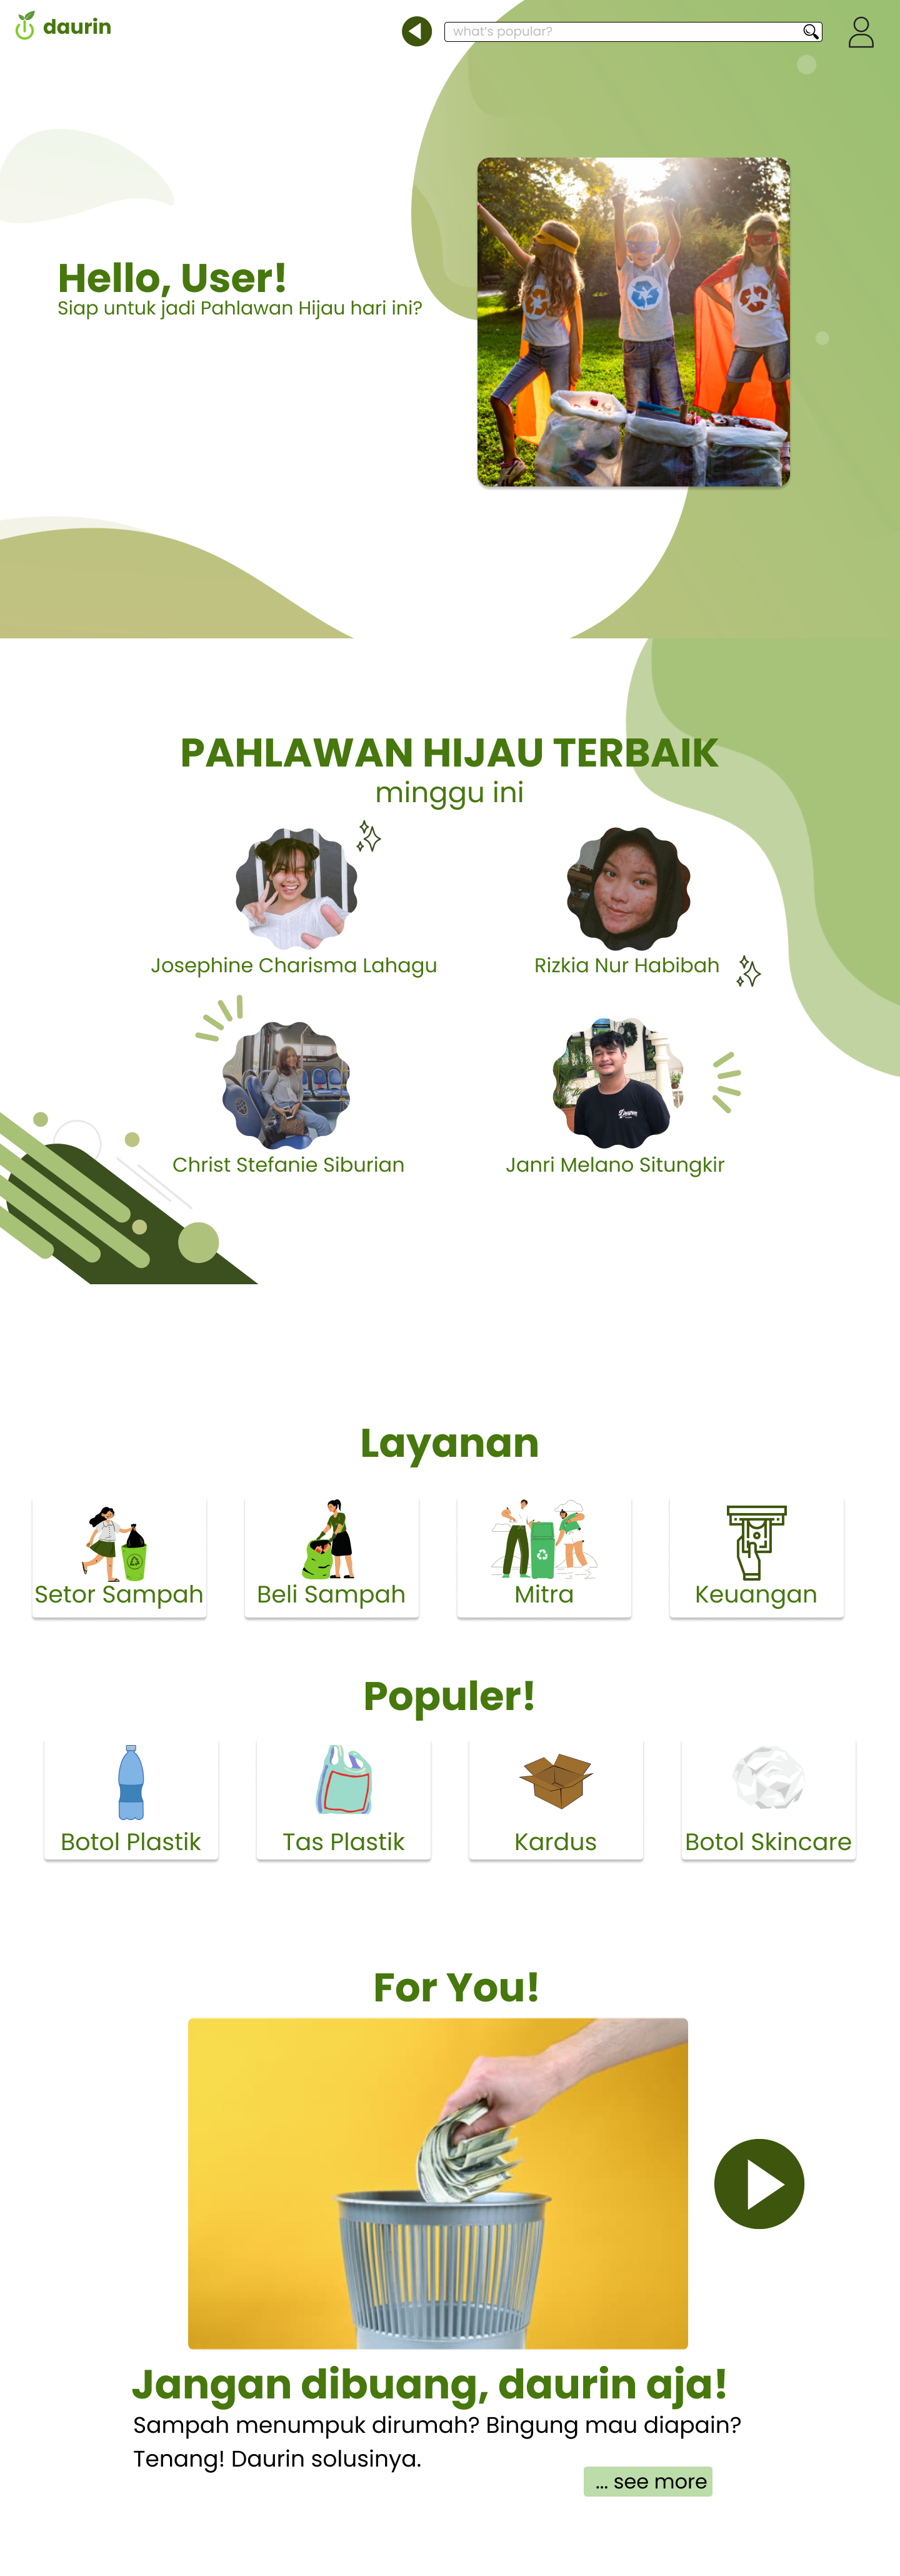 daurin
what's popular?
Hello, User!
Siap untuk jadi Pahlawan Hijau hari ini?
PAHLAWAN HIJAU TERBAIK
minggu ini
Josephine Charisma Lahagu
Rizkia Nur Habibah
Christ Stefanie Siburian
Janri Melano Situngkir
Layanan
Setor Sampah
Beli Sampah
Mitra
Keuangan
Populer!
Botol Plastik
Tas Plastik
Kardus
Botol Skincare
For You!
Jangan dibuang, daurin aja!
Sampah menumpuk dirumah? Bingung mau diapain?
Tenang! Daurin solusinya.
... see more